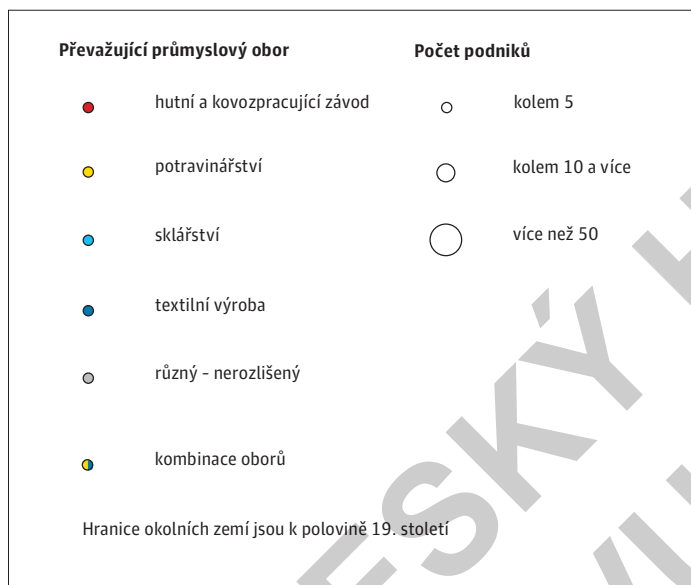 Převažující průmyslový obor
hutní a kovozpracující závod
potravinářství
sklářství
textilní výroba
různý - nerozlišený
kombinace oborů
Počet podniků
kolem 5
kolem 10 a více
více než 50
Hranice okolních zemí jsou k polovině 19. století
ESKÝ H